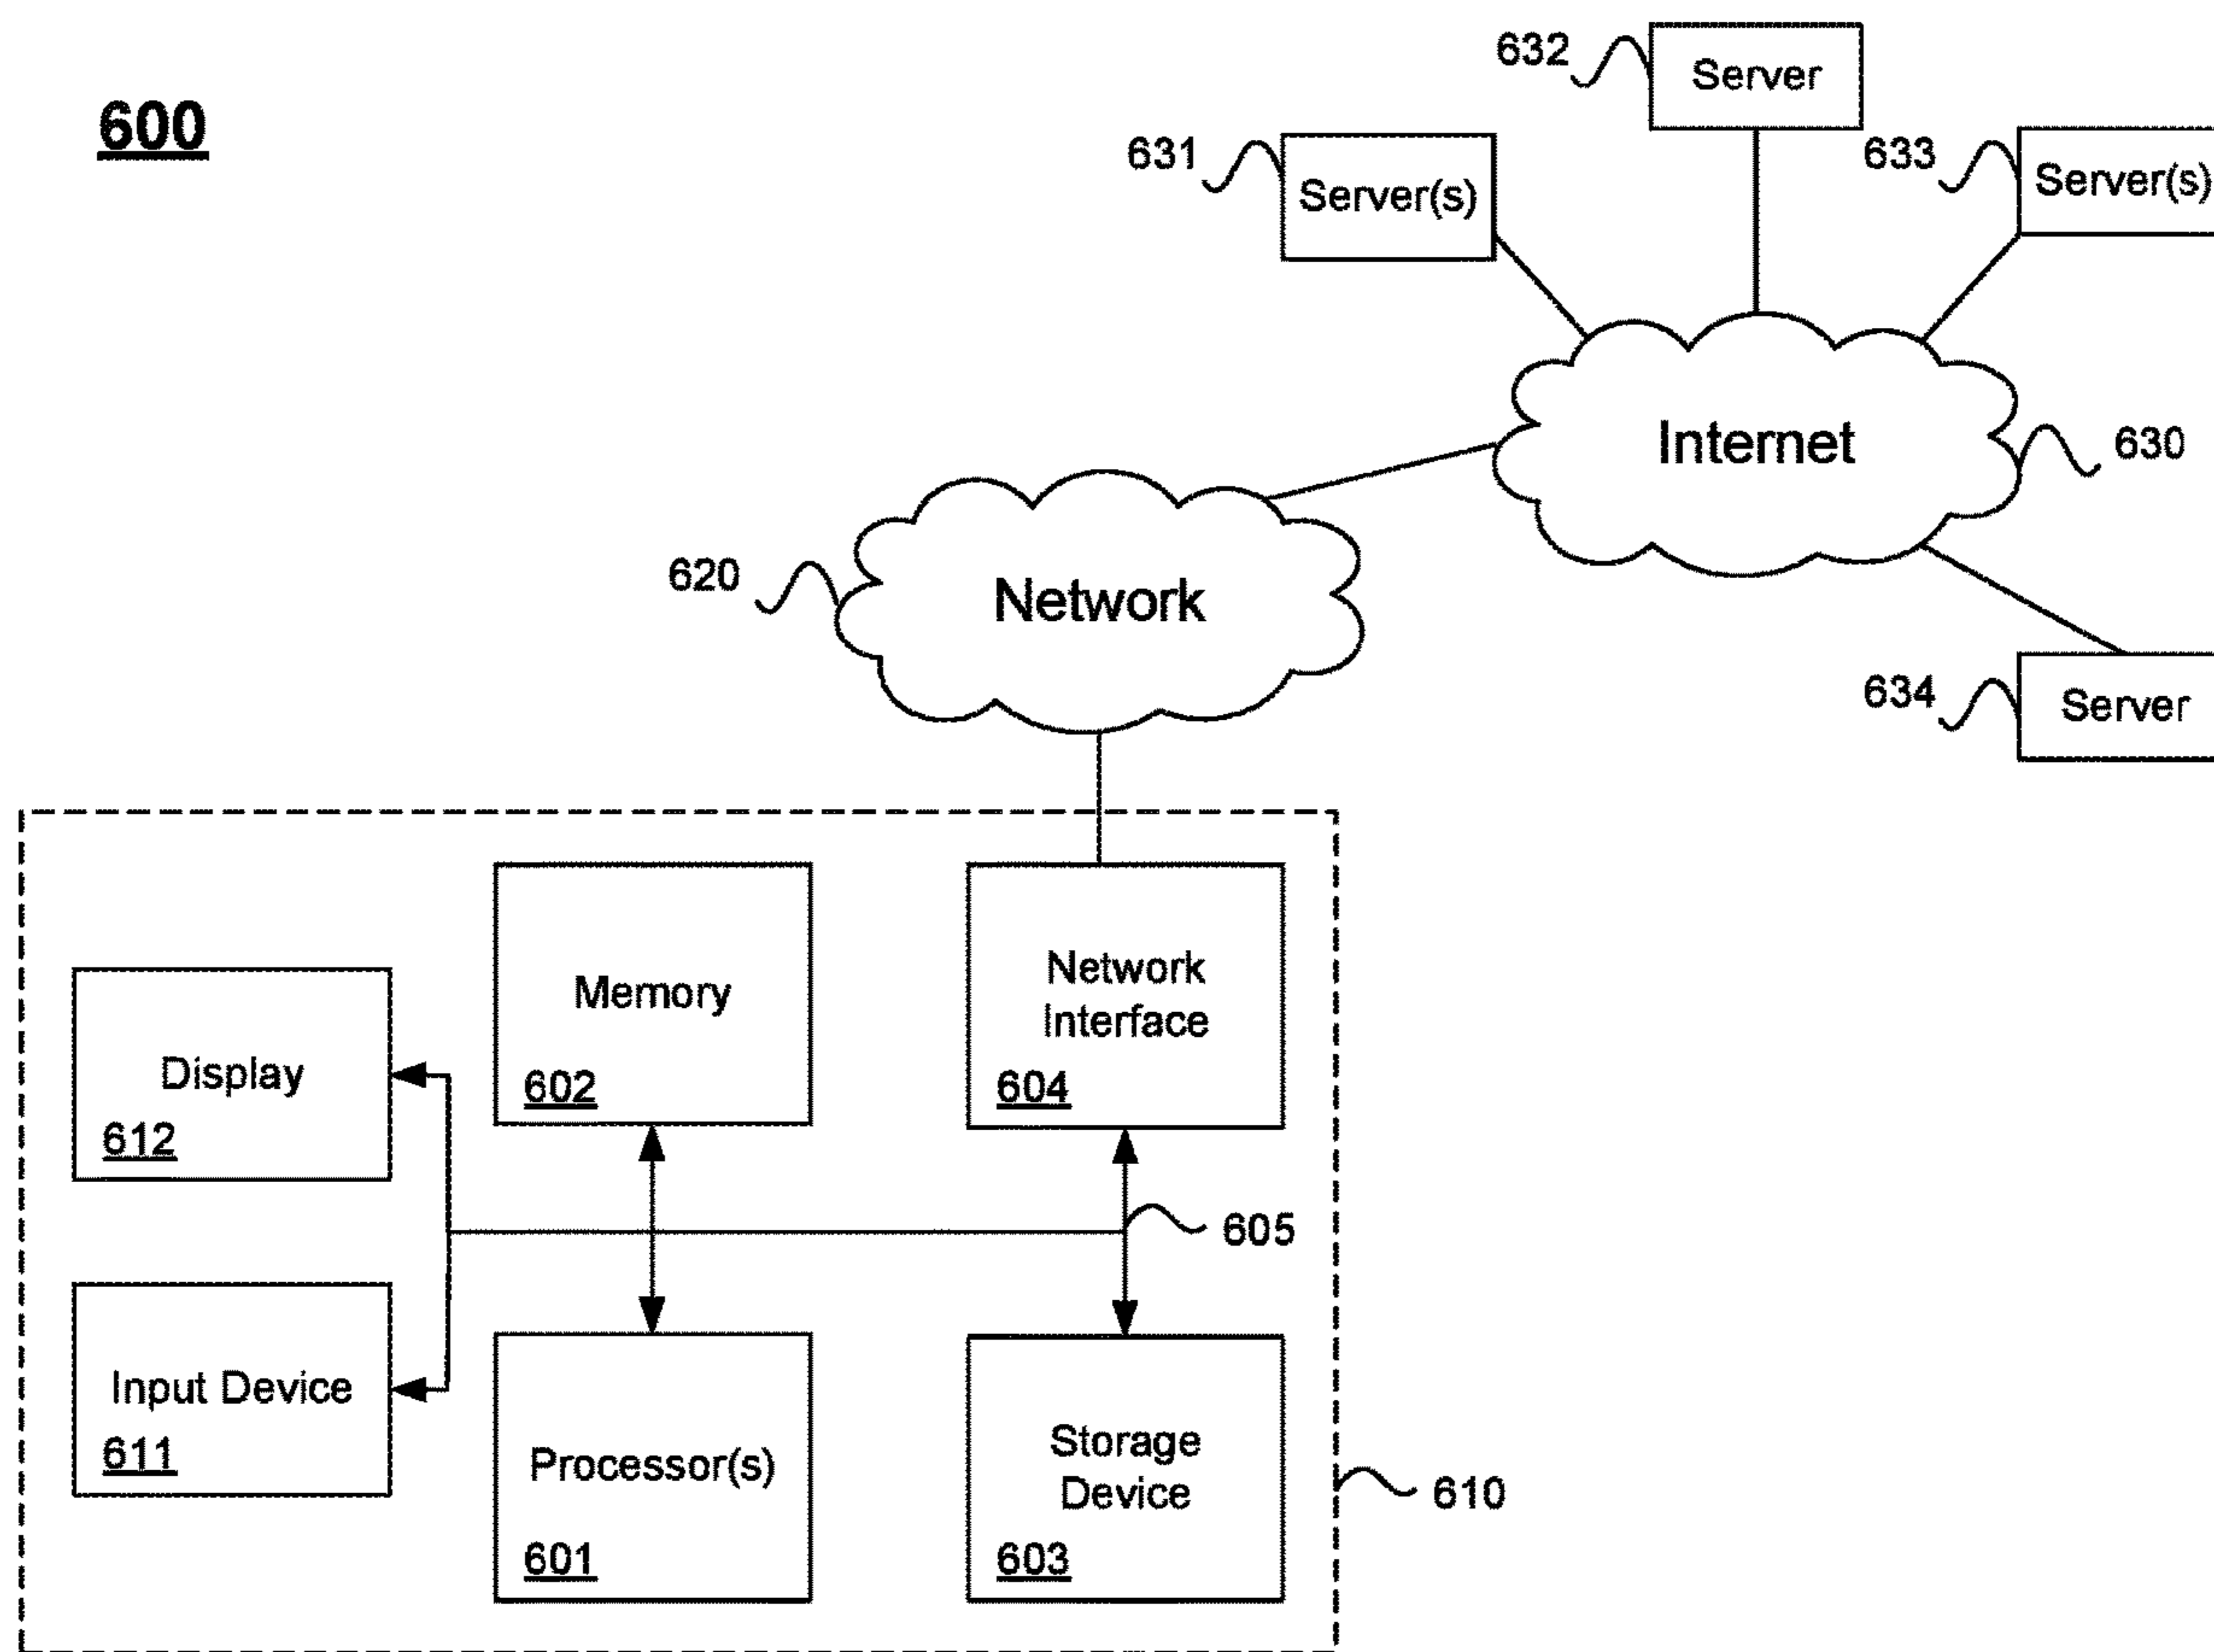 600
632
Server
631
Server(s)
633
Server(s)
Internet
630
620
Network
634
Server
Memory
602
Network
Interface
604
Display
612
605
Input Device
611
Processor(s)
601
Storage
Device
603
610